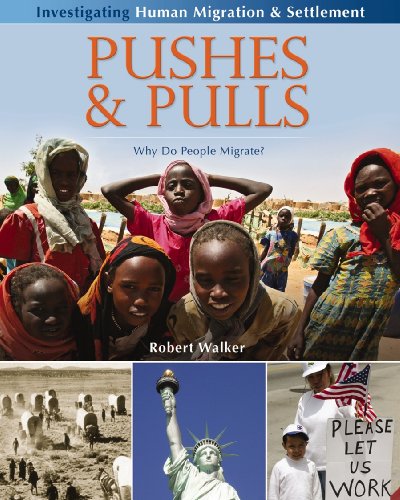 Investigating Human Migration & Settlement
PUSHES
& PULLS
Why Do People Migrate?
Robert Walker
PLEASE
LET
US
WORK